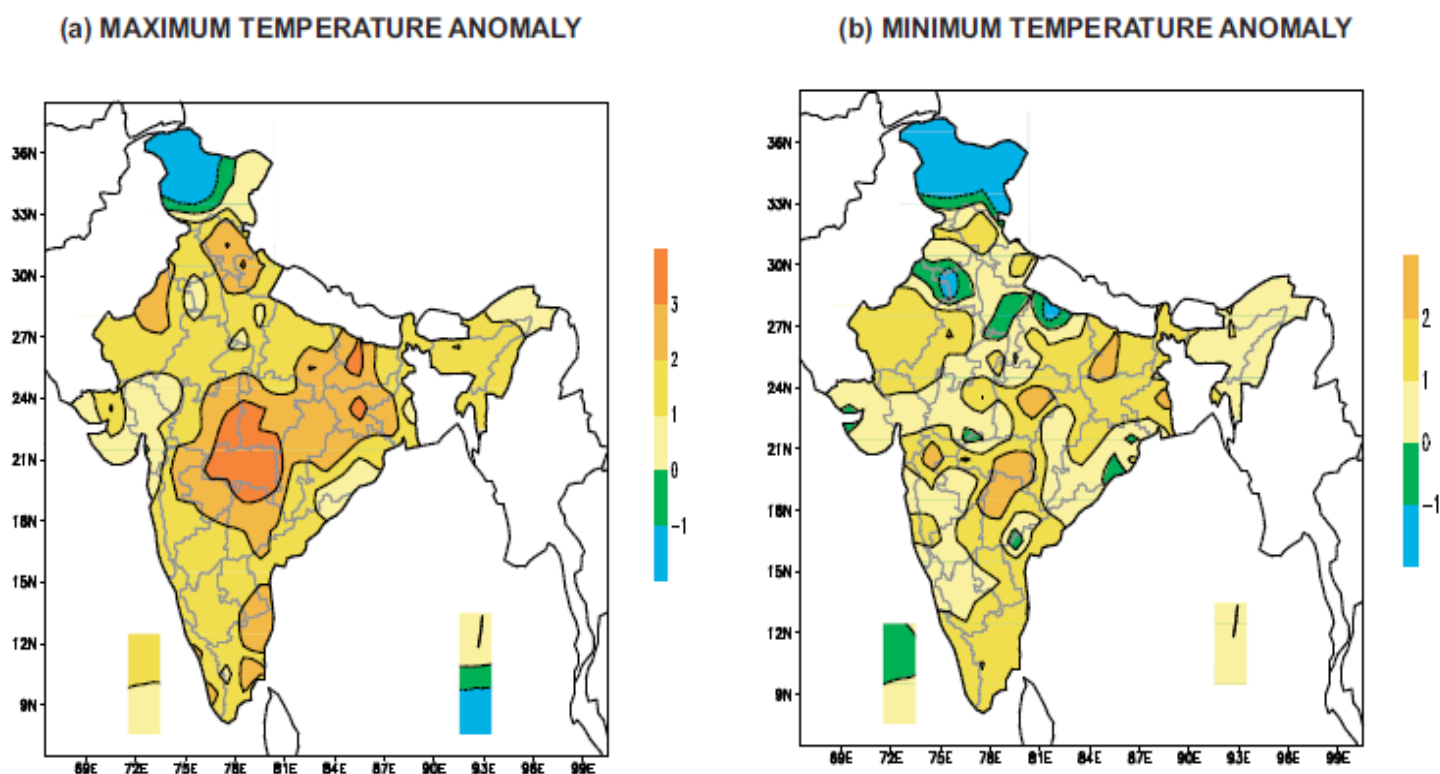 (a) MAXIMUM TEMPERATURE ANOMALY
36N
33N
30N
27N
24N
21N
18N
15N
12N
9N
69E 72E 75E 78E 81E 84E 87E 90E 93E 96E 99E
3
2
1
0
-1
(b) MINIMUM TEMPERATURE ANOMALY
36N
33N
30N
27N
24N
21N
18N
15N
12N
9N
69E 72E 75E 78E 81E 84E 87E 90E 93E 96E 99E
2
1
0
-1